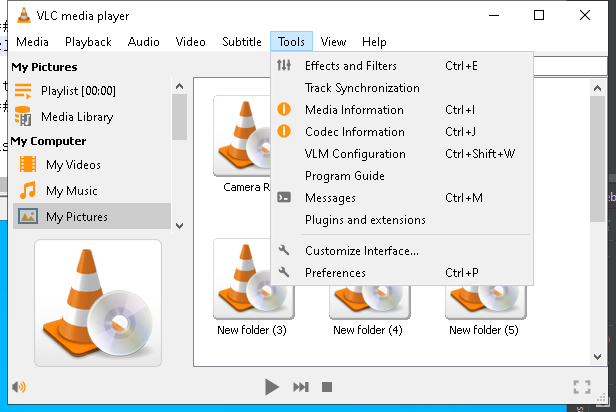 VLC media player
Media Playback Audio Video Subtitle Tools View Help
My Pictures
Playlist [00:00]
Media Library
My Computer
My Videos
My Music
My Pictures
Effects and Filters Ctrl+E
Track Synchronization
Media Information Ctrl+I
Codec Information Ctrl+J
VLM Configuration Ctrl+Shift+W
Program Guide
Messages Ctrl+M
Plugins and extensions
Customize Interface...
Preferences Ctrl+P
Camera R
New folder (3) New folder (4) New folder (5)